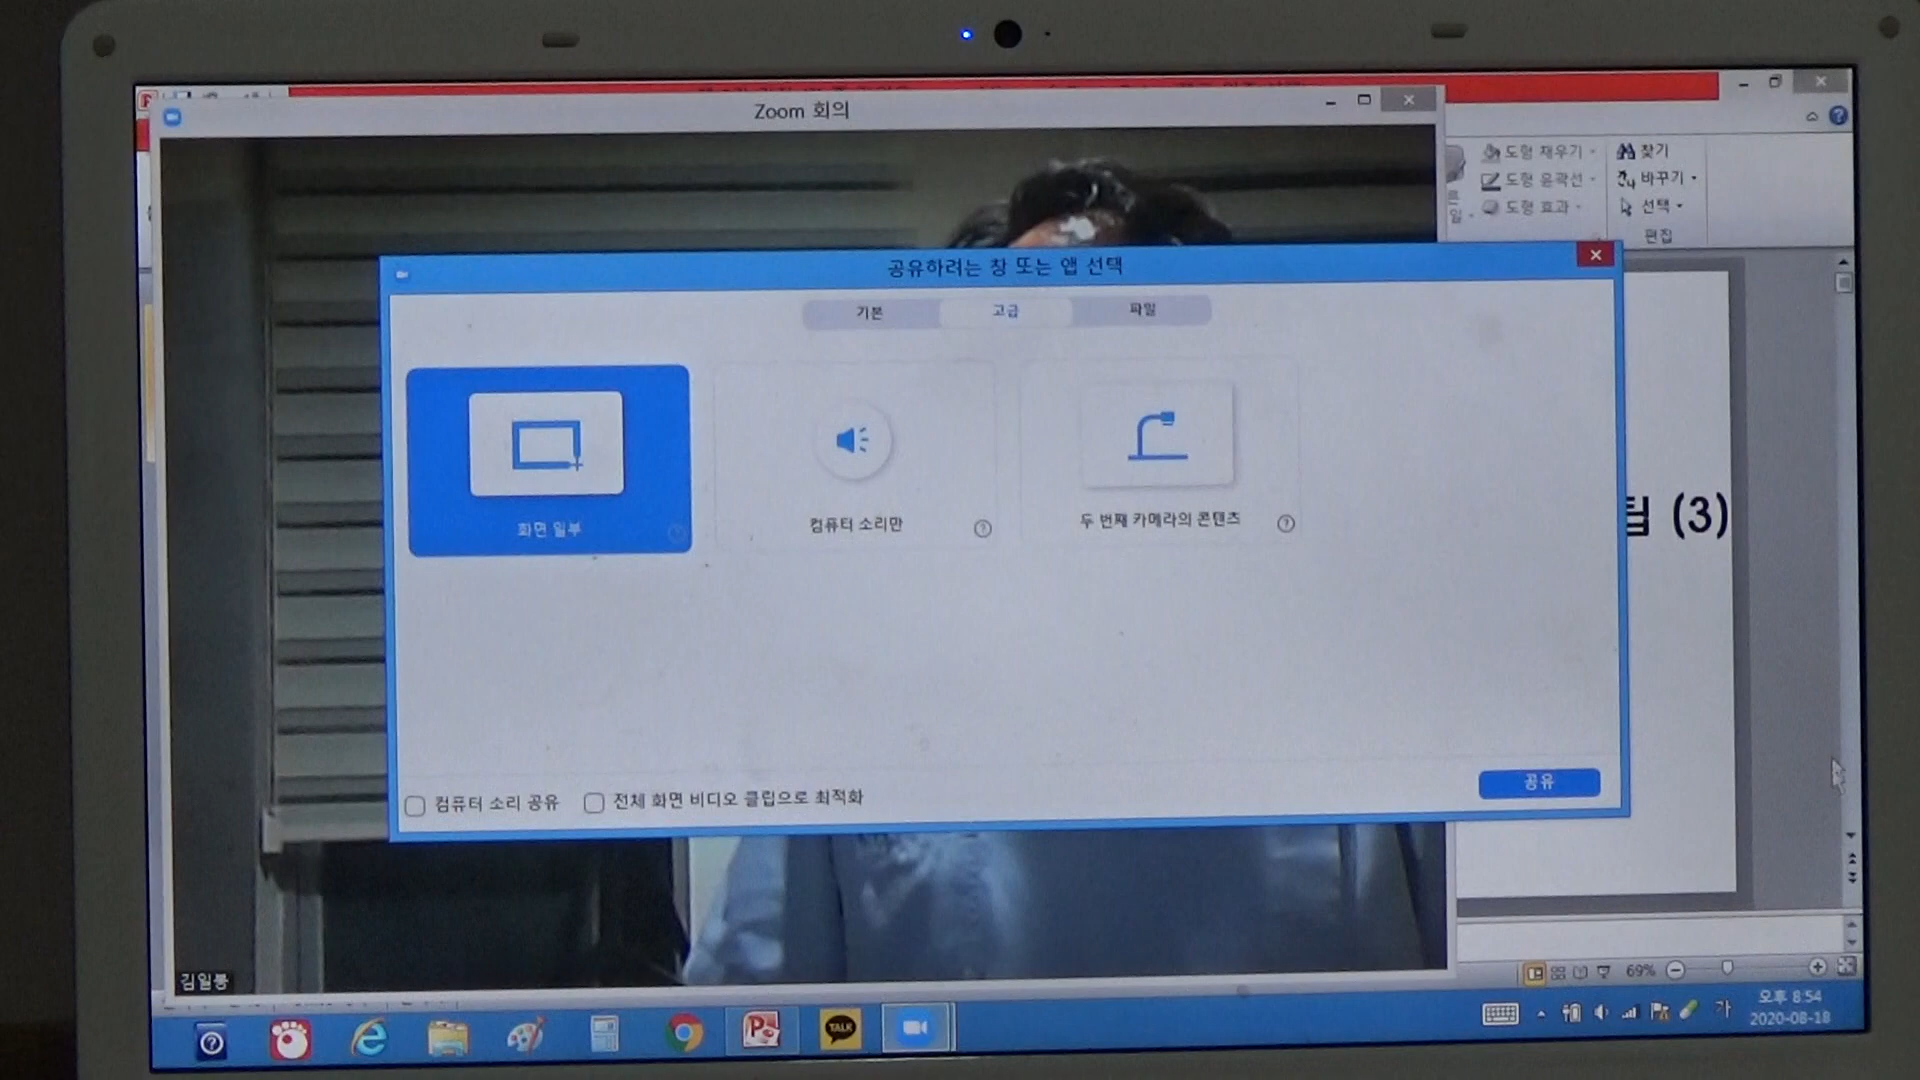 Zoom 회의
도형 채우기
도형 윤곽선
도형 효과
찾기
바꾸기
선택
편집
공유하려는 창 또는 앱 선택
기본
고급
파일
화면 일부
컴퓨터 소리만
두 번째 카메라의 콘텐츠
팁 (3)
컴퓨터 소리 공유
전체 화면 비디오 클립으로 최적화
공유
김일봉
69%
TALK
가
오후 8:54
2020-08-18